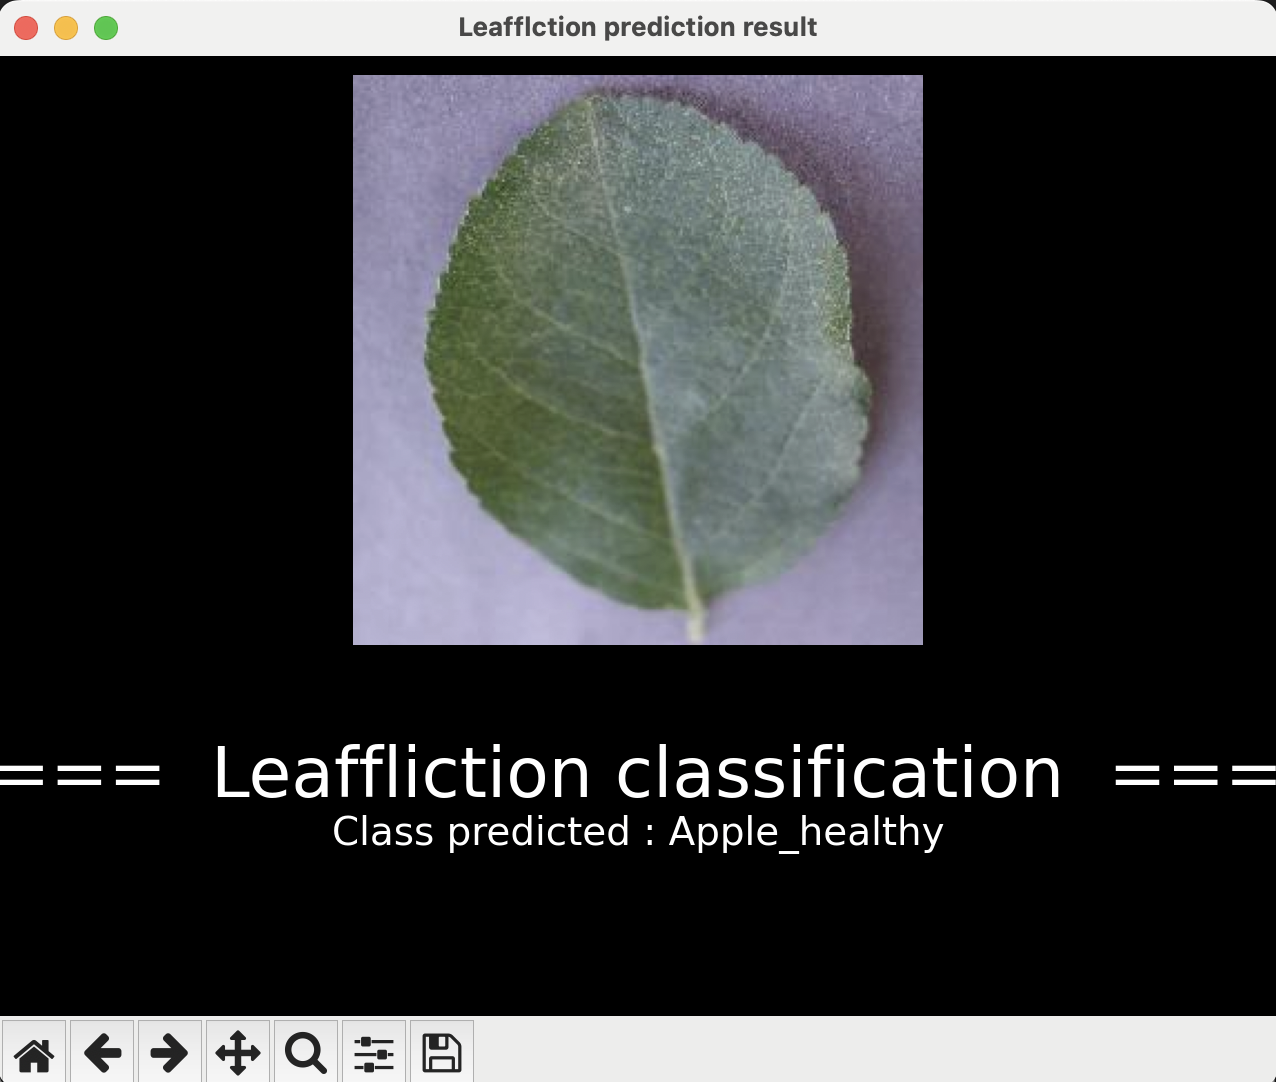 Leafflction prediction result
=== Leaffliction classification ===
Class predicted : Apple_healthy